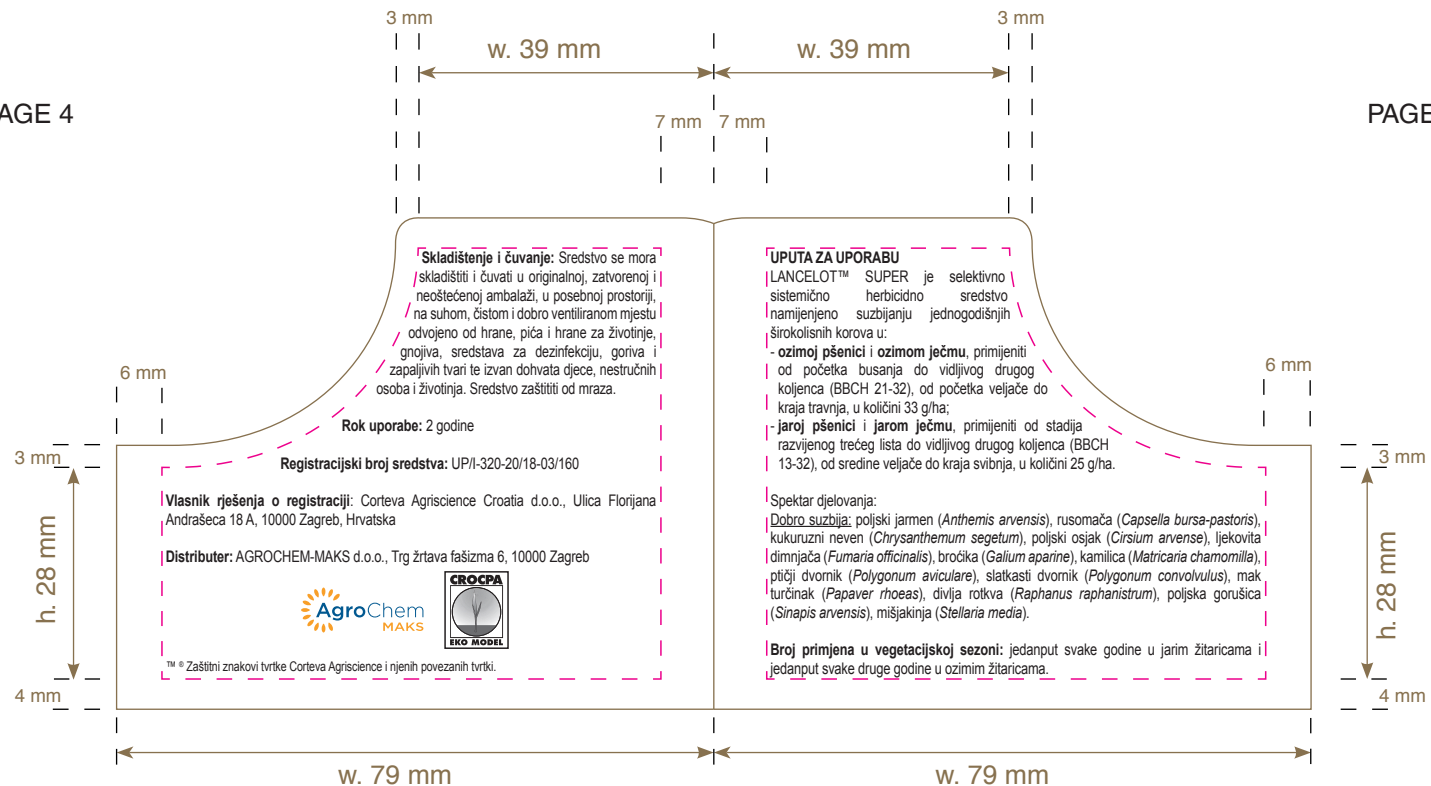 3 mm
3 mm
w. 39 mm
w. 39 mm
AGE 4
PAGE
7 mm
7 mm
Skladištenje i čuvanje: Sredstvo se mora
skladištiti i čuvati u originalnoj, zatvorenoj i
neoštećenoj ambalaži, u posebnoj prostoriji,
na suhom, čistom i dobro ventiliranom mjestu
odvojeno od hrane, pića i hrane za životinje,
gnojiva, sredstava za dezinfekciju, goriva i
zapaljivih tvari te izvan dohvata djece, nestručnih
osoba i životinja. Sredstvo zaštititi od mraza.
Rok uporabe: 2 godine
Registracijski broj sredstva: UP/I-320-20/18-03/160
Vlasnik rješenja o registraciji: Corteva Agriscience Croatia d.o.o., Ulica Florijana
Andrašeca 18 A, 10000 Zagreb, Hrvatska
Distributer: AGROCHEM-MAKS d.o.o., Trg žrtava fašizma 6, 10000 Zagreb
AgroChem
MAKS
CROCPA
EKO MODEL
™ ® Zaštitni znakovi tvrtke Corteva Agriscience i njenih povezanih tvrtki.
UPUTA ZA UPORABU
LANCELOT™ SUPER je selektivno
sistemično herbicidno sredstvo
namijenjeno suzbijanju jednogodišnjih
širokolisnih korova u:
- ozimoj pšenici i ozimom ječmu, primijeniti
od početka busanja do vidljivog drugog
koljenca (BBCH 21-32), od početka veljače do
kraja travnja, u količini 33 g/ha;
- jaroj pšenici i jarom ječmu, primijeniti od stadija
razvijenog trećeg lista do vidljivog drugog koljenca (BBCH
13-32), od sredine veljače do kraja svibnja, u količini 25 g/ha.
Spektar djelovanja:
Dobro suzbija: poljski jarmen (Anthemis arvensis), rusomača (Capsella bursa-pastoris),
kukuruzni neven (Chrysanthemum segetum), poljski osjak (Cirsium arvense), ljekovita
dimnjača (Fumaria officinalis), broćika (Galium aparine), kamilica (Matricaria chamomilla),
ptičji dvornik (Polygonum aviculare), slatkasti dvornik (Polygonum convolvulus), mak
turčinak (Papaver rhoeas), divlja rotkva (Raphanus raphanistrum), poljska gorušica
(Sinapis arvensis), mišjakinja (Stellaria media).
Broj primjena u vegetacijskoj sezoni: jedanput svake godine u jarim žitaricama i
jedanput svake druge godine u ozimim žitaricama.
6 mm
6 mm
3 mm
3 mm
h. 28 mm
h. 28 mm
4 mm
4 mm
w. 79 mm
w. 79 mm